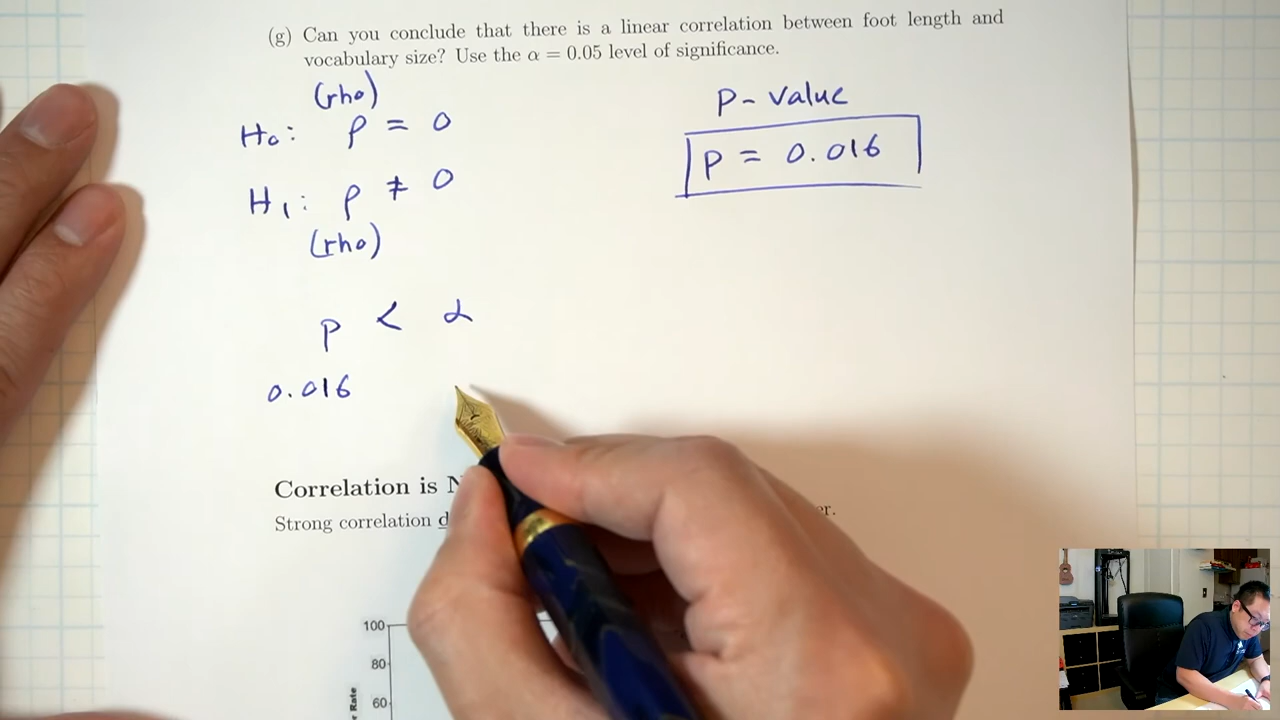 (g) Can you conclude that there is a linear correlation between foot length and
vocabulary size? Use the α = 0.05 level of significance.
(rho)
H₀: ρ = 0
H₁: ρ ≠ 0
(rho)
P-value
P = 0.016
P < α
0.016
Correlation is
Strong correlation
100
80
60
Rate